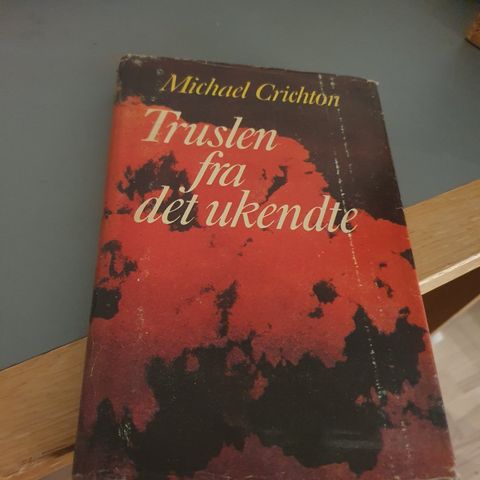 Michael Crichton
Truslen
fra
det ukendte